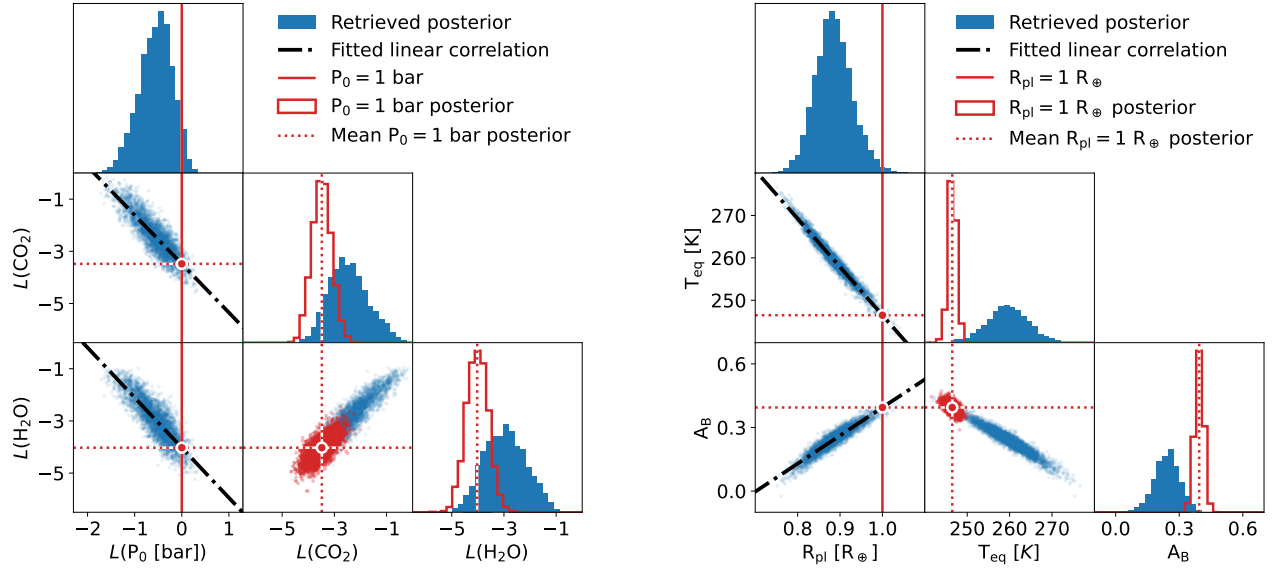 Retrieved posterior
Fitted linear correlation
P₀ = 1 bar
P₀ = 1 bar posterior
Mean P₀ = 1 bar posterior
−1
−3
−5
L(CO₂)
−1
−3
−5
L(H₂O)
−2 −1 0 1
L(P₀ [bar])
−5 −3 −1
L(CO₂)
−5 −3 −1
L(H₂O)
Retrieved posterior
Fitted linear correlation
R_pl = 1 R_⊕
R_pl = 1 R_⊕ posterior
Mean R_pl = 1 R_⊕ posterior
270
260
250
T_eq [K]
0.6
0.3
0.0
A_B
0.8 0.9 1.0
R_pl [R_⊕]
250 260 270
T_eq [K]
0.0 0.3 0.6
A_B